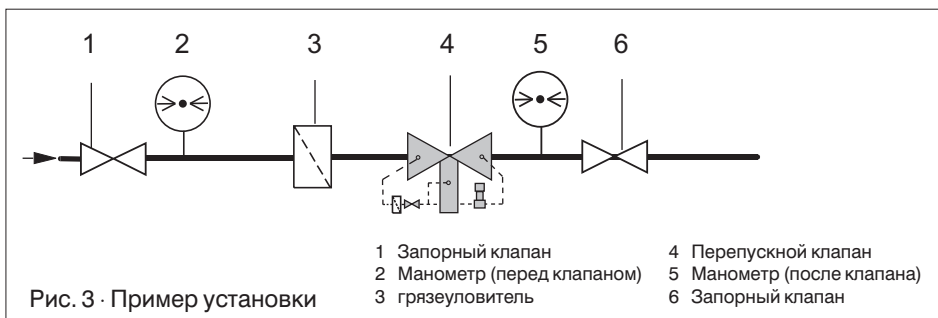 1 2 3 4 5 6
1 Запорный клапан
2 Манометр (перед клапаном)
3 грязеуловитель
4 Перепускной клапан
5 Манометр (после клапана)
6 Запорный клапан
Рис. 3 · Пример установки